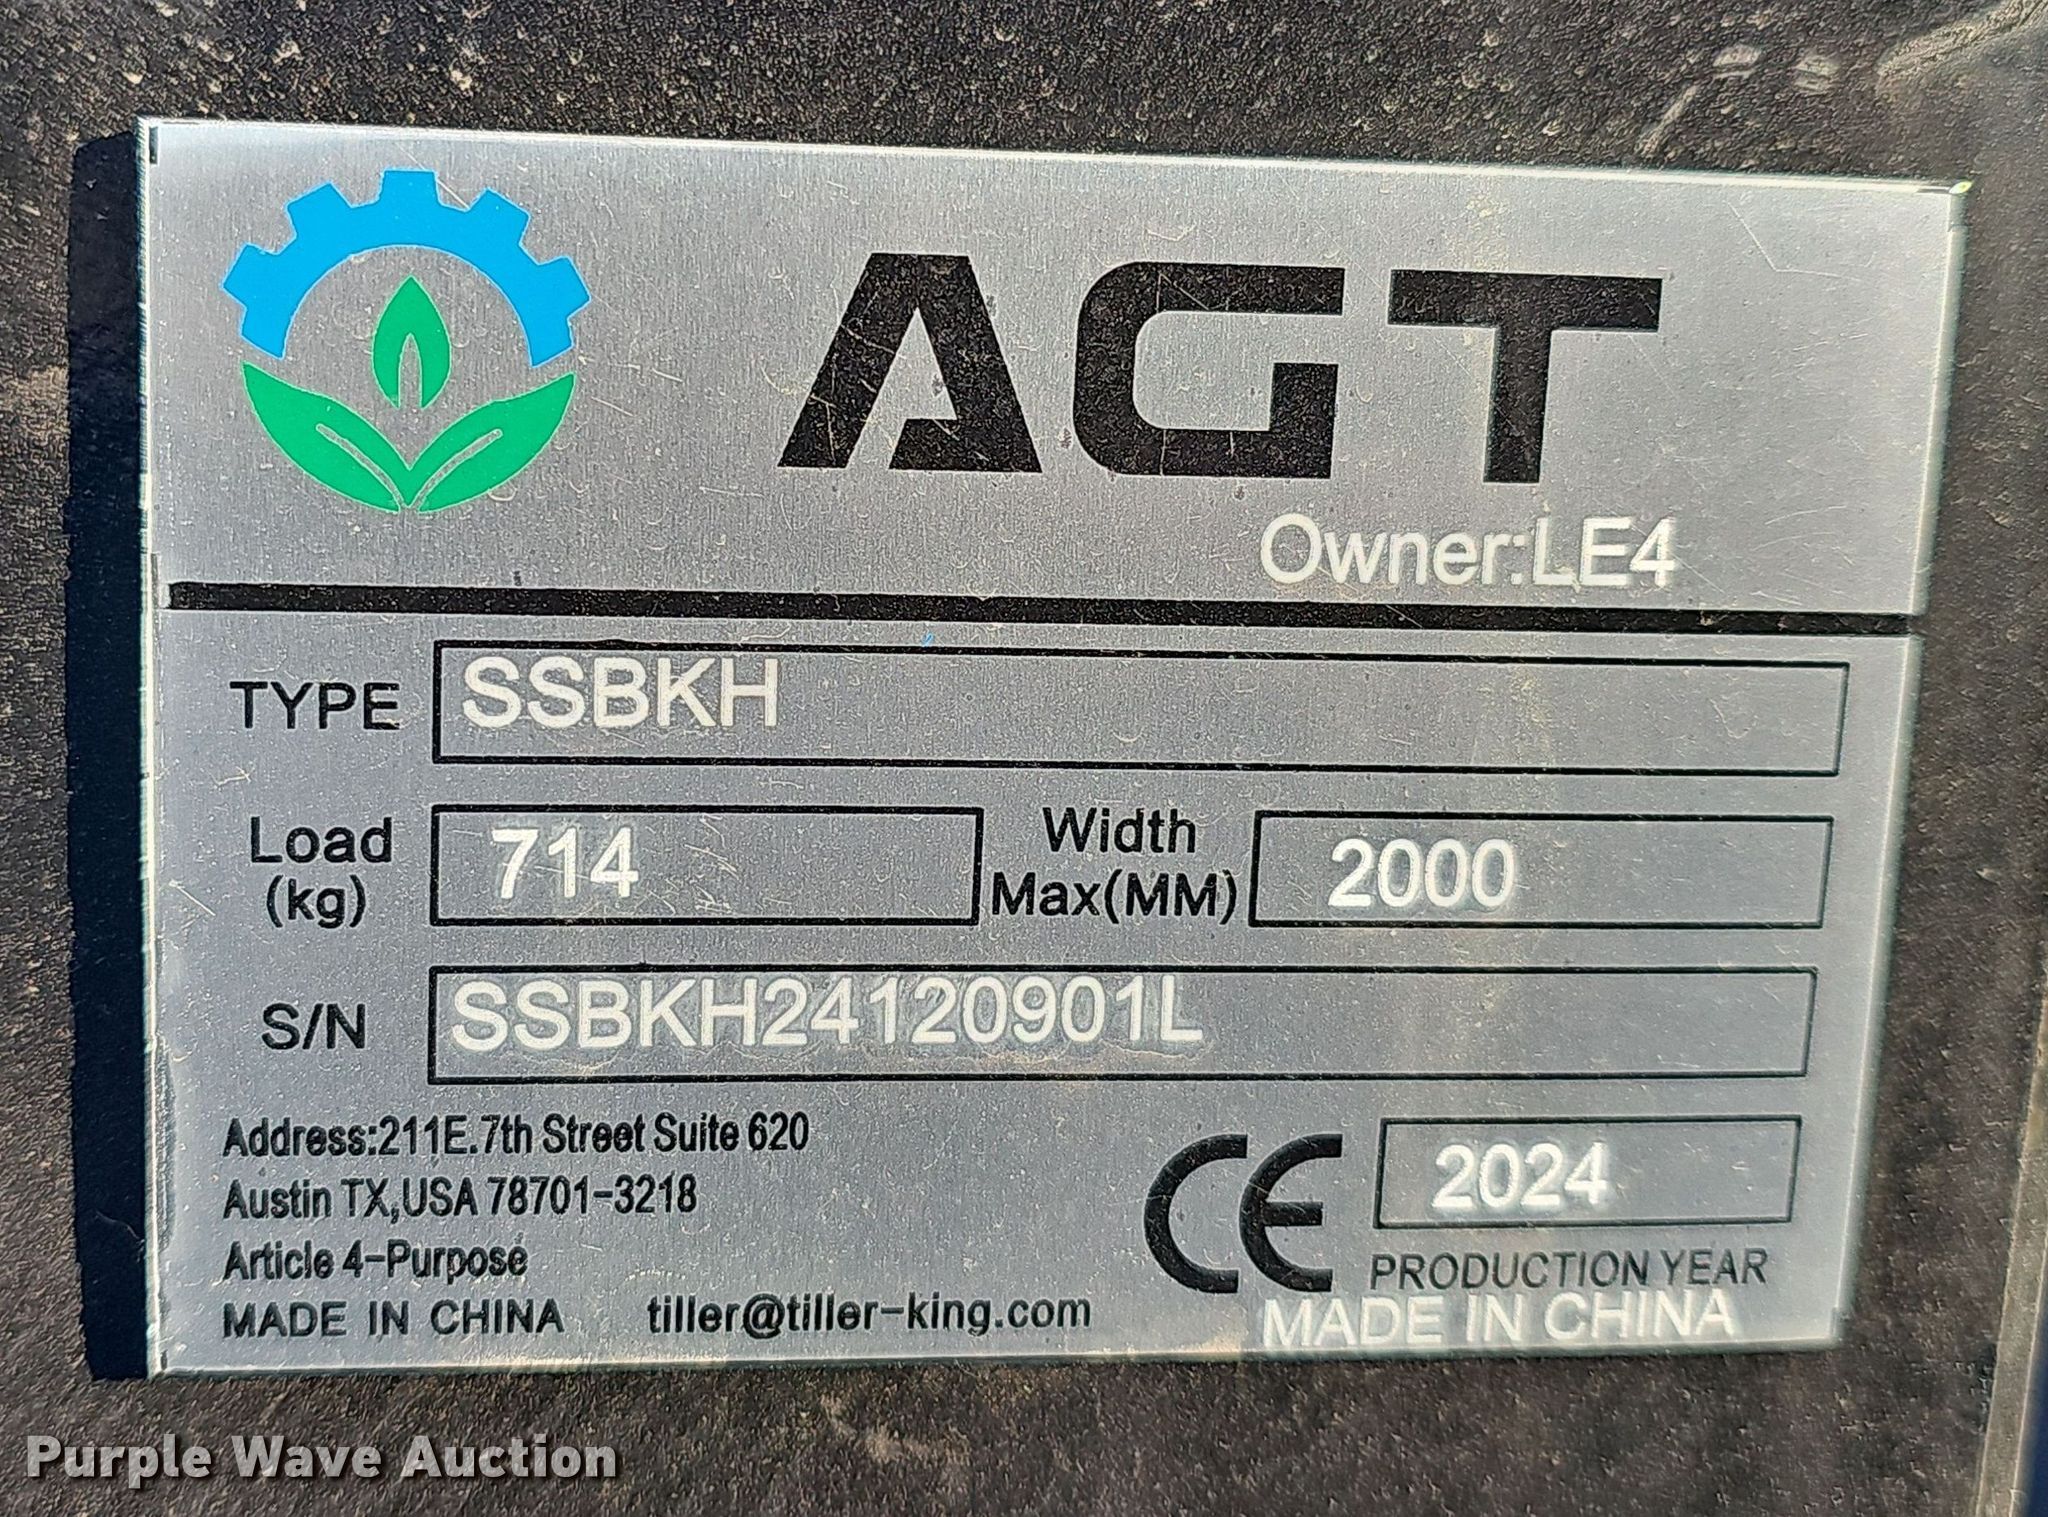 AGT
Owner:LE4
TYPE SSBKH
Load (kg) 714 Width Max(MM) 2000
S/N SSBKH24120901L
Address:211E.7th Street Suite 620
Austin TX,USA 78701-3218
Article 4-Purpose
MADE IN CHINA tiller@tiller-king.com
CE 2024
PRODUCTION YEAR
MADE IN CHINA
Purple Wave Auction